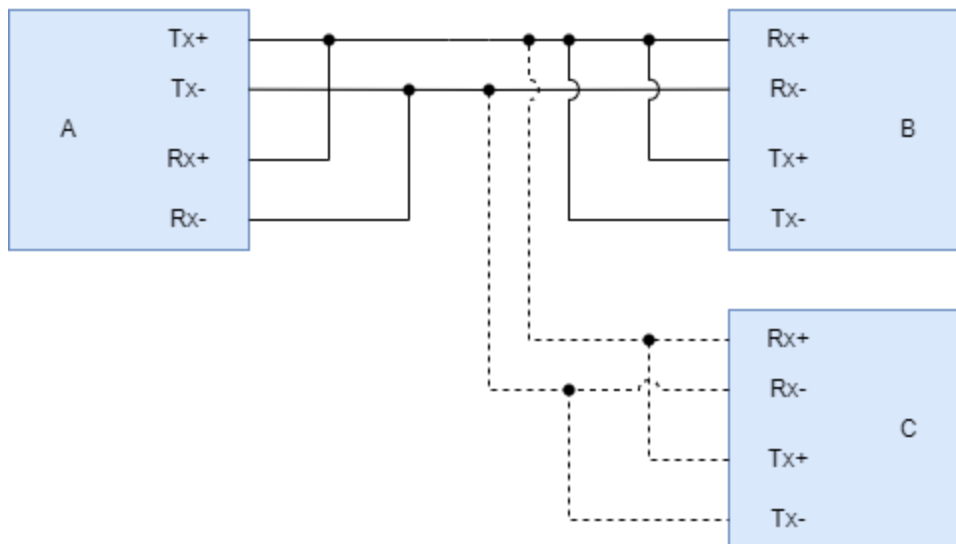 Tx+
Tx-
A
Rx+
Rx-
Rx+
Rx-
B
Tx+
Tx-
Rx+
Rx-
C
Tx+
Tx-